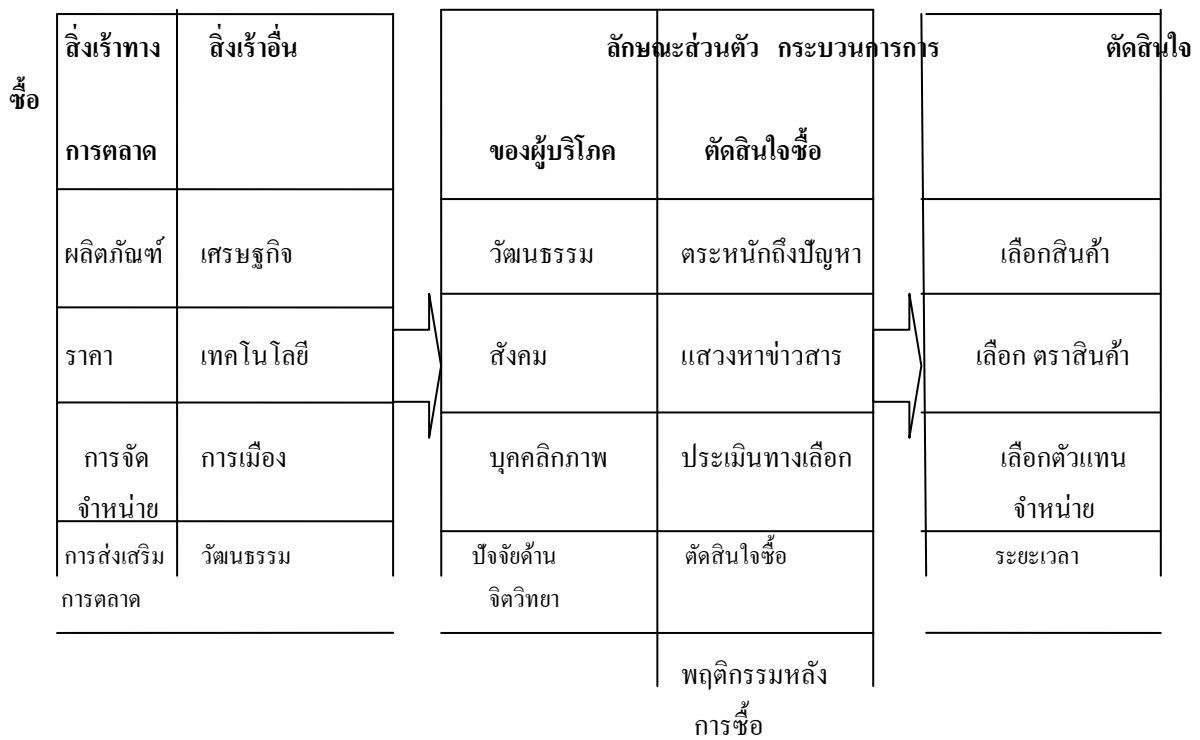 สิ่งเร้าทาง สิ่งเร้าอื่น ลักษณะส่วนตัว กระบวนการการ ตัดสินใจ
ซื้อ
การตลาด ของผู้บริโภค ตัดสินใจซื้อ
ผลิตภัณฑ์ เศรษฐกิจ วัฒนธรรม ตระหนักถึงปัญหา เลือกสินค้า
ราคา เทคโนโลยี สังคม แสวงหาข่าวสาร เลือก ตราสินค้า
การจัด การเมือง บุคคลิกภาพ ประเมินทางเลือก เลือกตัวแทน
จำหน่าย จำหน่าย
การส่งเสริม วัฒนธรรม ปัจจัยด้าน ตัดสินใจซื้อ ระยะเวลา
การตลาด จิตวิทยา
พฤติกรรมหลัง
การซื้อ